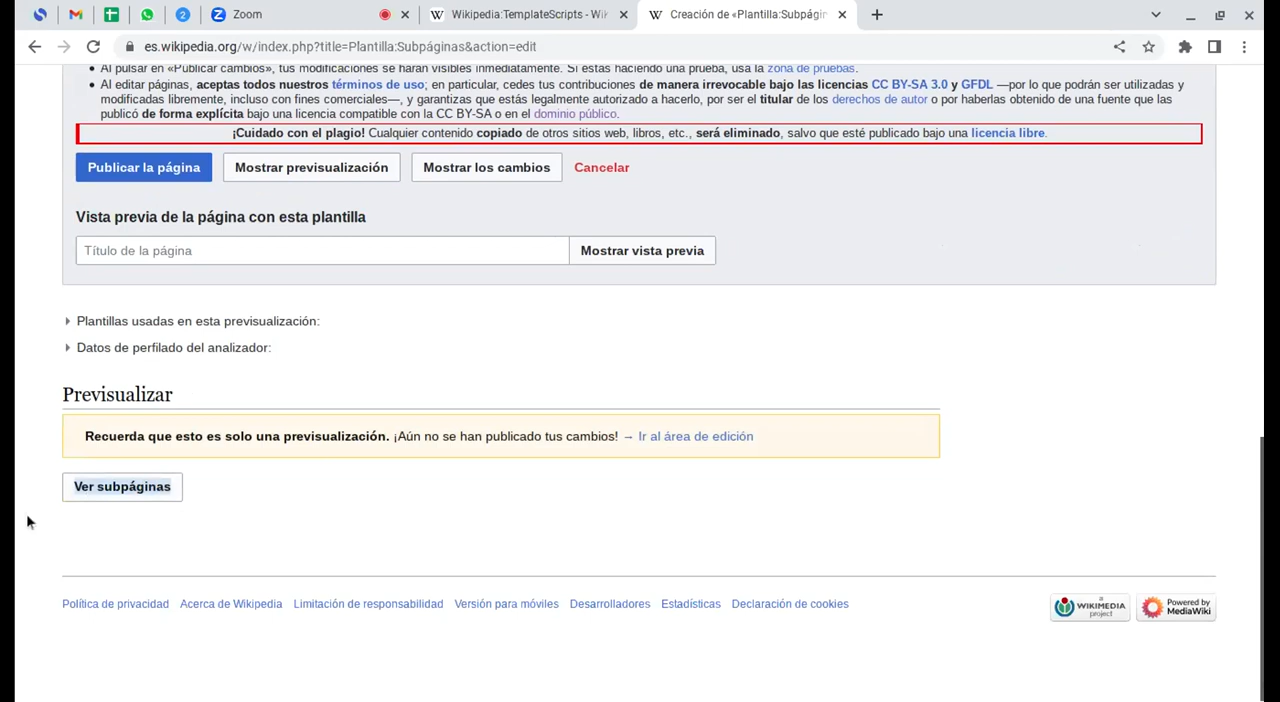 Zoom
Wikipedia:TemplateScripts - Wik
Creación de «Plantilla:Subpágin
es.wikipedia.org/w/index.php?title=Plantilla:Subpáginas&action=edit
Al pulsar en «Publicar cambios», tus modificaciones se harán visibles inmediatamente. Si estás haciendo una prueba, usa la zona de pruebas.
Al editar páginas, aceptas todos nuestros términos de uso; en particular, cedes tus contribuciones de manera irrevocable bajo las licencias CC BY-SA 3.0 y GFDL —por lo que podrán ser utilizadas y
modificadas libremente, incluso con fines comerciales—, y garantizas que estás legalmente autorizado a hacerlo, por ser el titular de los derechos de autor o por haberlas obtenido de una fuente que las
publicó de forma explícita bajo una licencia compatible con la CC BY-SA o en el dominio público.
¡Cuidado con el plagio! Cualquier contenido copiado de otros sitios web, libros, etc., será eliminado, salvo que esté publicado bajo una licencia libre.
Publicar la página
Mostrar previsualización
Mostrar los cambios
Cancelar
Vista previa de la página con esta plantilla
Título de la página
Mostrar vista previa
Plantillas usadas en esta previsualización:
Datos de perfilado del analizador:
Previsualizar
Recuerda que esto es solo una previsualización. ¡Aún no se han publicado tus cambios! → Ir al área de edición
Ver subpáginas
Política de privacidad
Acerca de Wikipedia
Limitación de responsabilidad
Versión para móviles
Desarrolladores
Estadísticas
Declaración de cookies
a
WIKIMEDIA
project
Powered by
MediaWiki